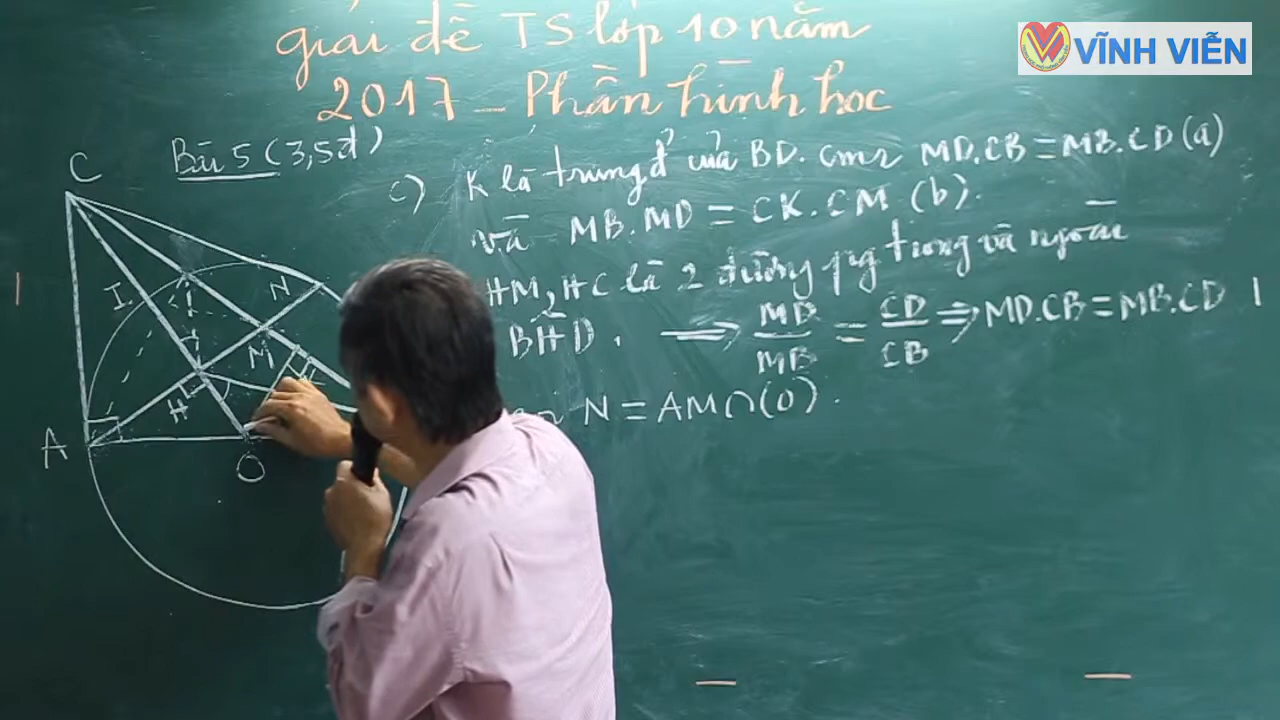 giải đề TS lớp 10 năm
2017 - Phần hình học
VĨNH VIỄN
Bài 5 (3,5đ)
c) K là trung đ' của BD. cmr MD.CB = MB.CD (a)
và MB.MD = CK.CM (b).
HM, HC là 2 đường pg trong và ngoài
BHD. ⟹ MD/MB = CD/CB ⟹ MD.CB = MB.CD
N = AM∩(O).
C
I
N
M
H
A
O